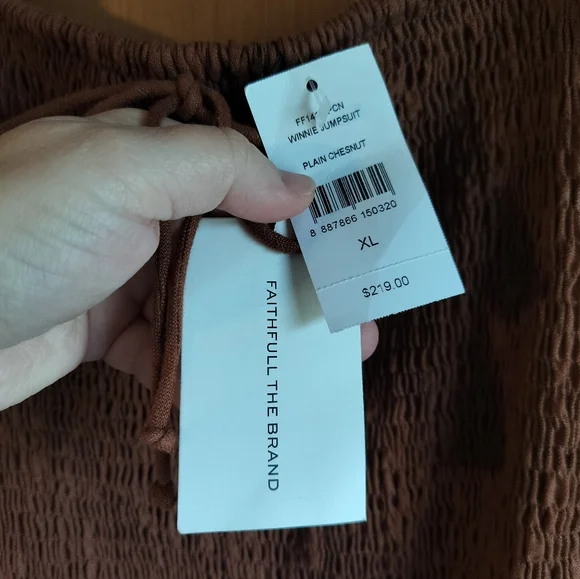 WINNIE JUMPSUIT
PLAIN CHESNUT
8 887866 150320
XL
$219.00
FAITHFULL THE BRAND